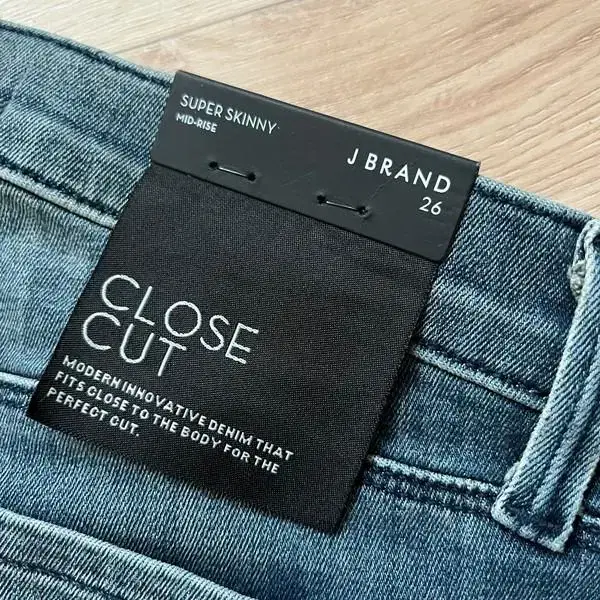 SUPER SKINNY
MID-RISE
J BRAND
26
CLOSE
CUT
MODERN INNOVATIVE DENIM THAT
FITS CLOSE TO THE BODY FOR THE
PERFECT CUT.